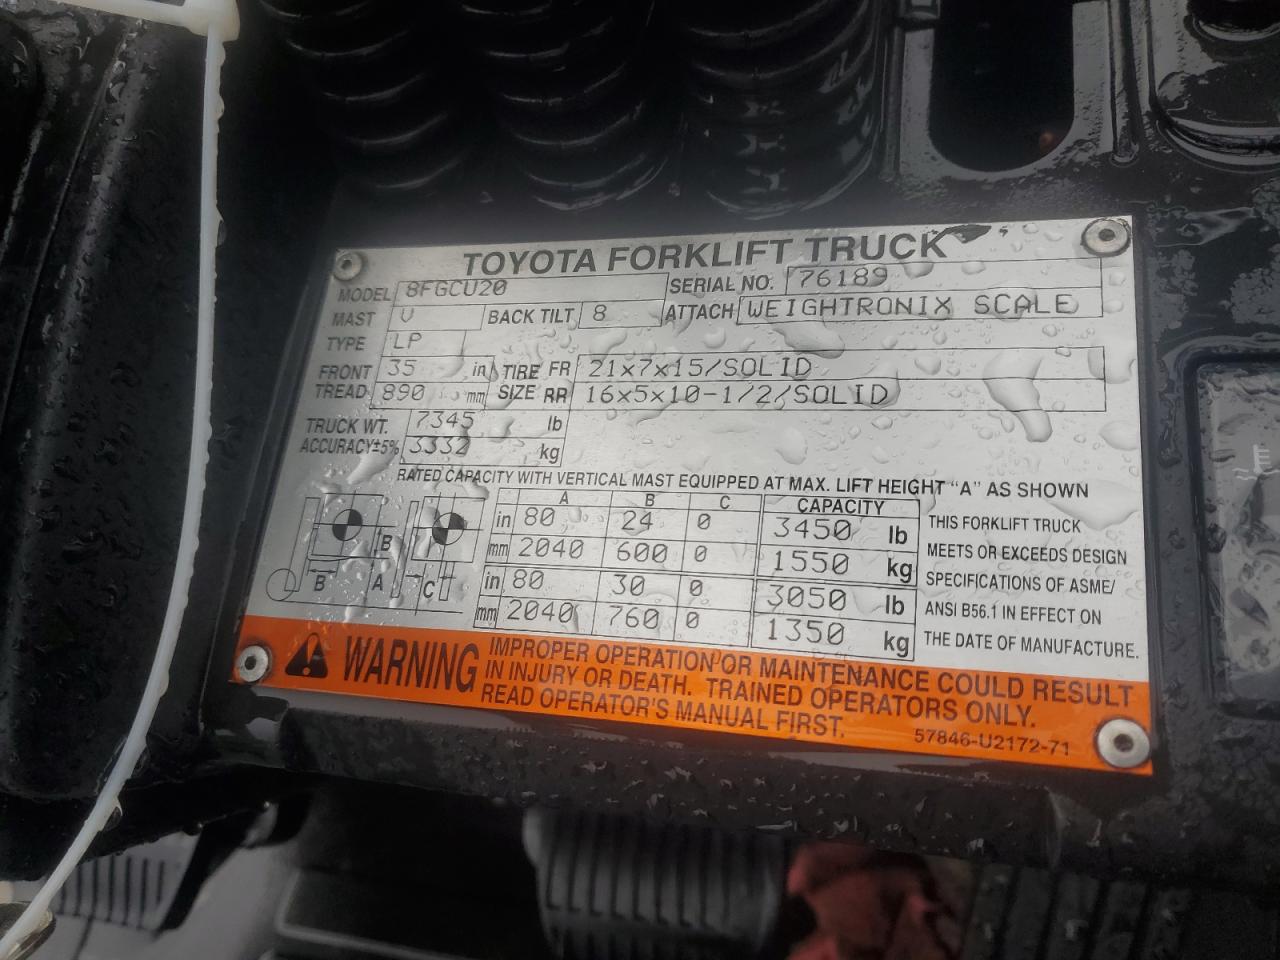 TOYOTA FORKLIFT TRUCK
MODEL 8FGCU20 SERIAL NO. 76189
MAST V BACK TILT 8 ATTACH WEIGHTRONIX SCALE
TYPE LP
FRONT TREAD 35 in TIRE SIZE FR 21x7x15/SOLID
890 mm RR 16x5x10-1/2/SOLID
TRUCK WT. 7345 lb
ACCURACY±5% 3332 kg
RATED CAPACITY WITH VERTICAL MAST EQUIPPED AT MAX. LIFT HEIGHT "A" AS SHOWN
A B C CAPACITY
in 80 24 0 3450 lb
mm 2040 600 0 1550 kg
in 80 30 0 3050 lb
mm 2040 760 0 1350 kg
B
B A C
THIS FORKLIFT TRUCK
MEETS OR EXCEEDS DESIGN
SPECIFICATIONS OF ASME/
ANSI B56.1 IN EFFECT ON
THE DATE OF MANUFACTURE.
WARNING
IMPROPER OPERATION OR MAINTENANCE COULD RESULT
IN INJURY OR DEATH. TRAINED OPERATORS ONLY.
READ OPERATOR'S MANUAL FIRST.
57846-U2172-71